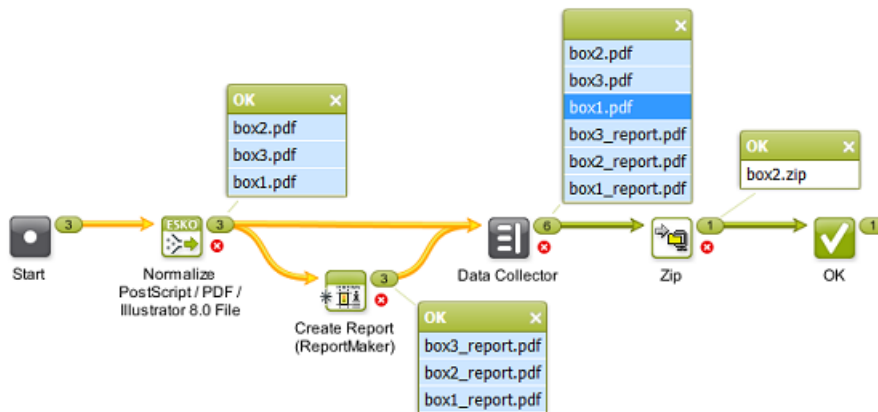 box2.pdf
box3.pdf
box1.pdf
box3_report.pdf
box2_report.pdf
box1_report.pdf
OK
box2.pdf
box3.pdf
box1.pdf
OK
box2.zip
3
ESKO
3
6
1
1
Start
Normalize
PostScript / PDF /
Illustrator 8.0 File
Data Collector
Zip
OK
3
Create Report
(ReportMaker)
OK
box3_report.pdf
box2_report.pdf
box1_report.pdf